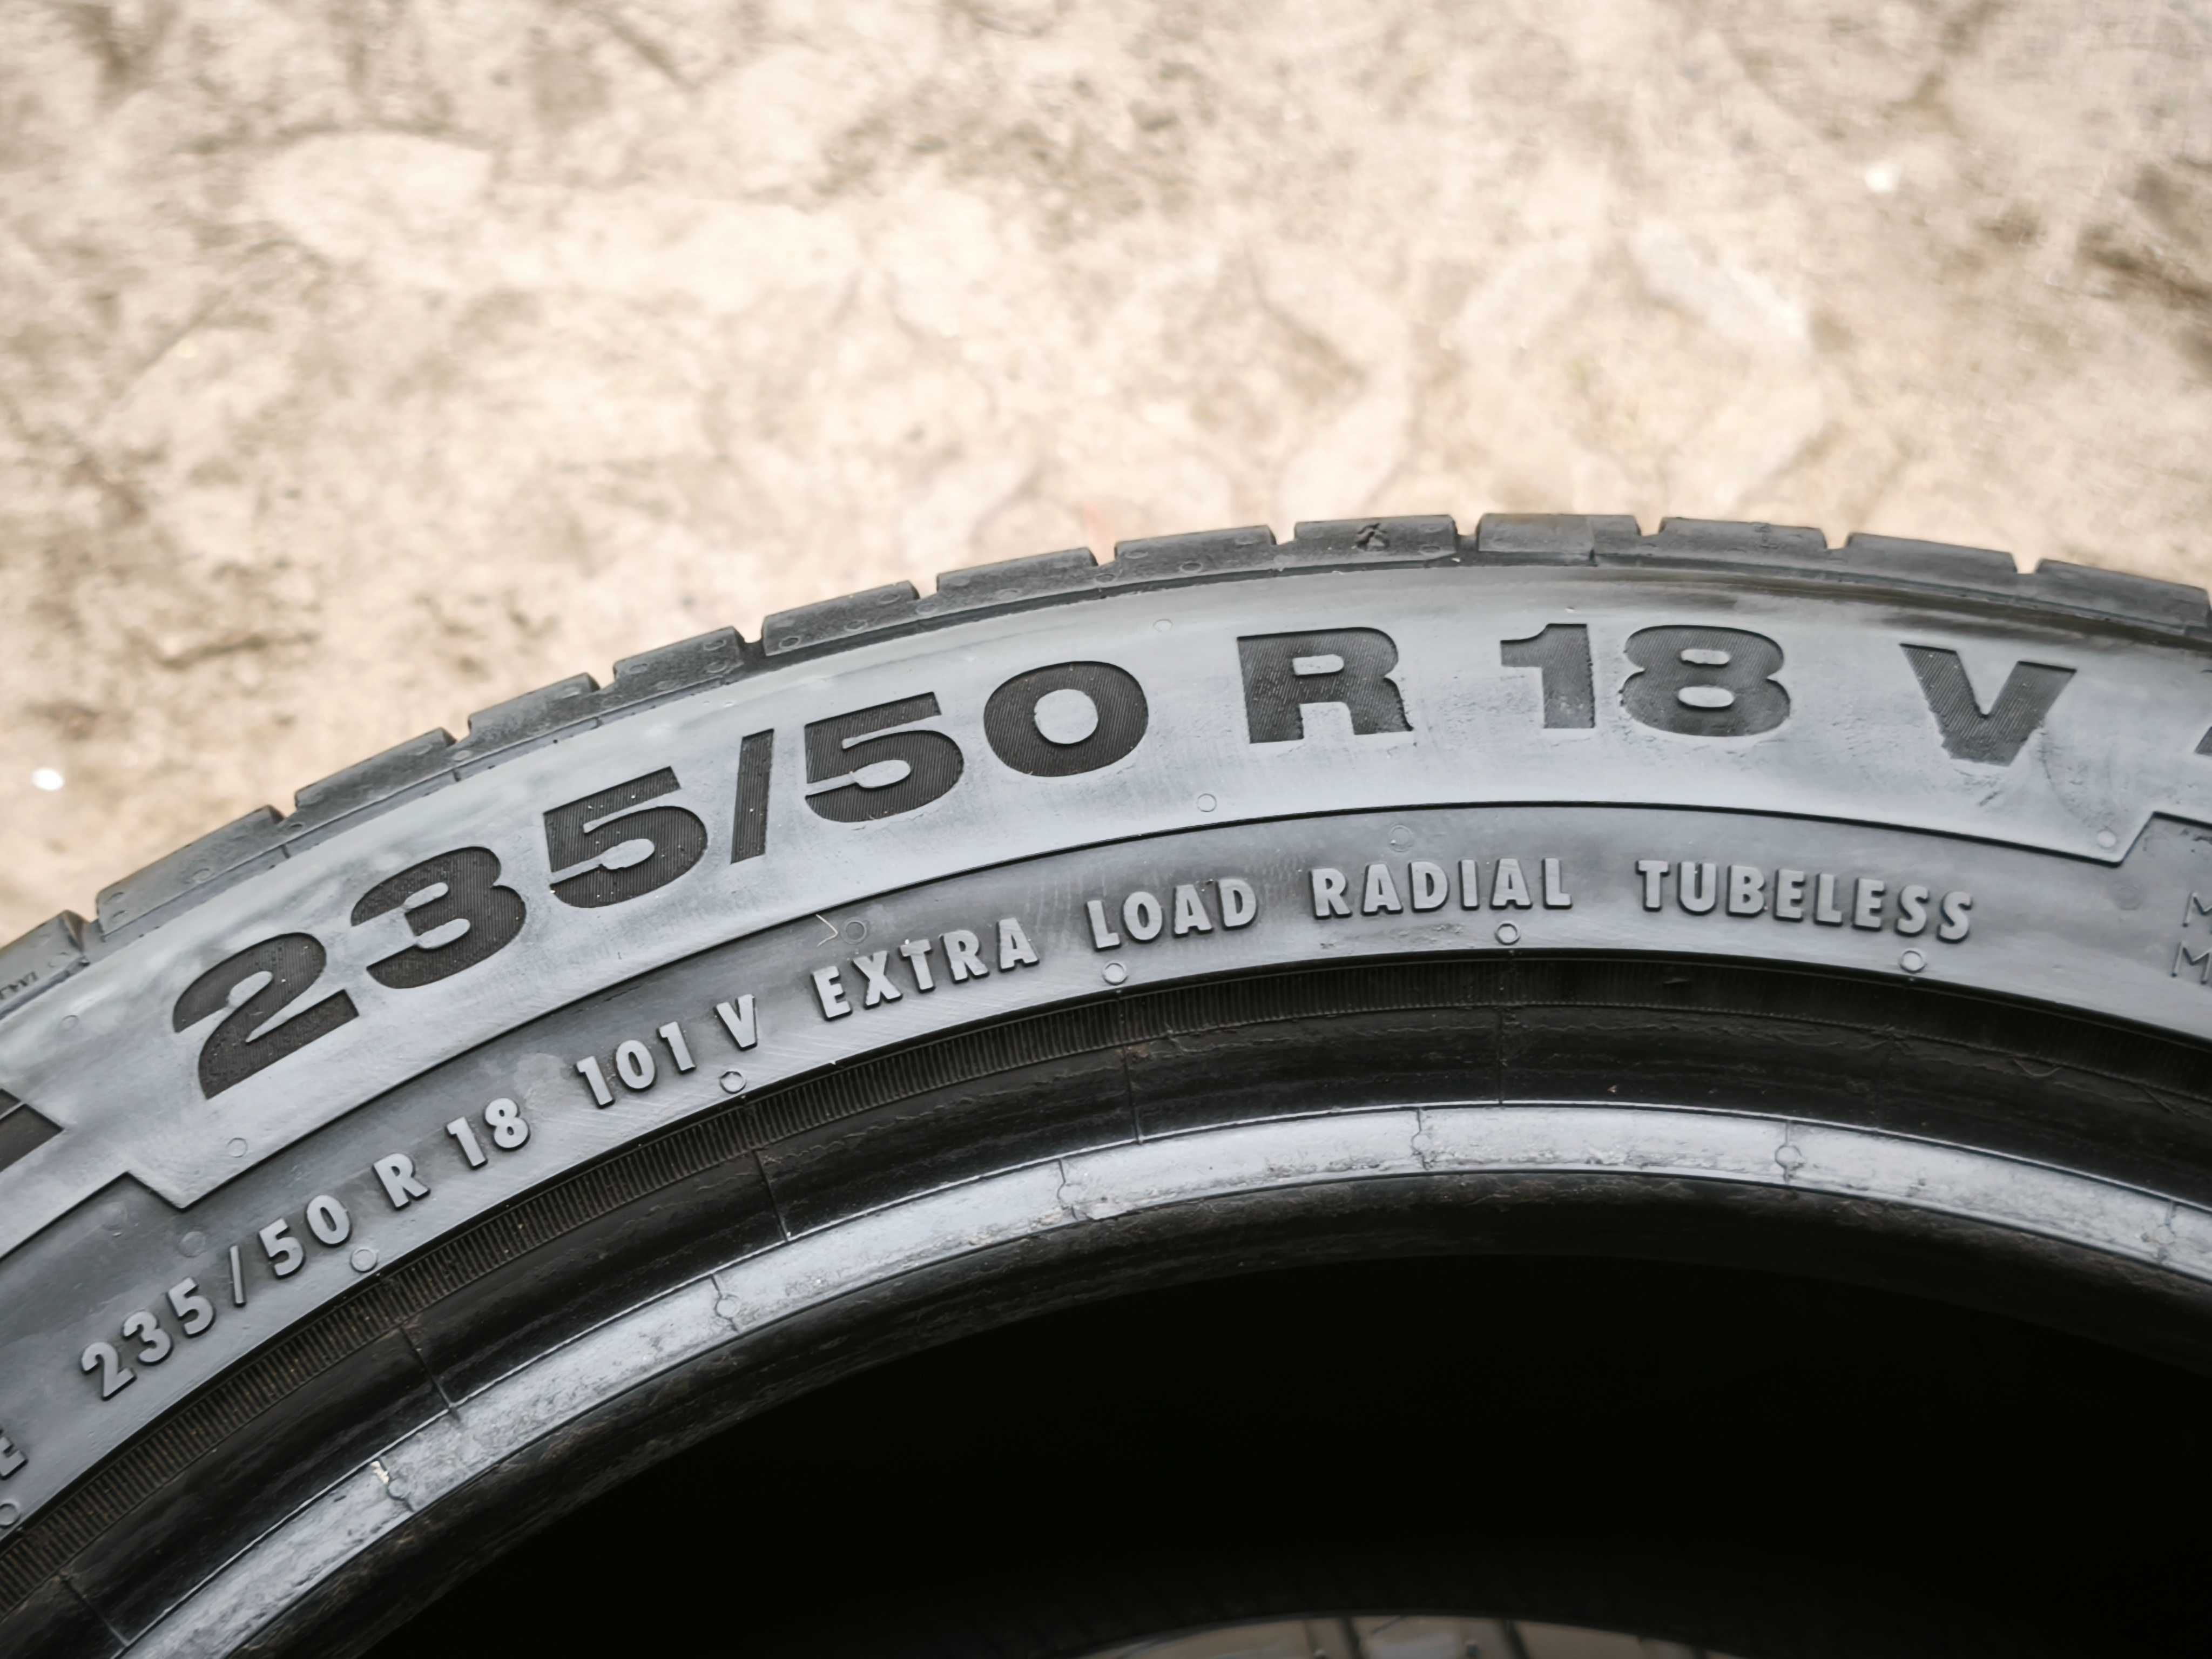 235/50 R 18 V
235/50 R 18 101 V EXTRA LOAD RADIAL TUBELESS